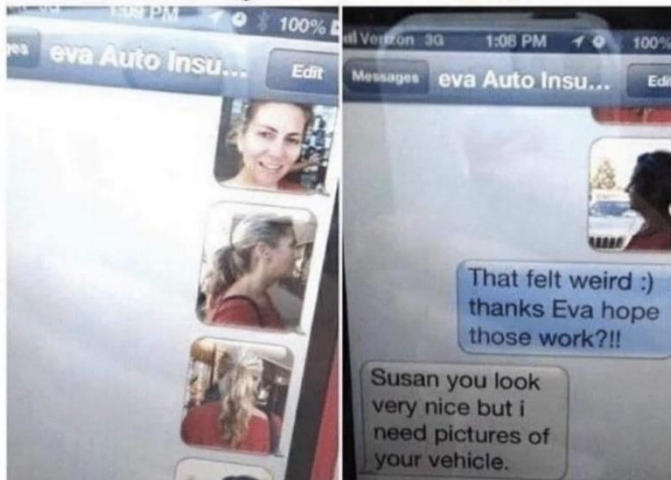 1:09 PM
100%
eva Auto Insu...
Edit
Verizon 3G
1:08 PM
100%
Messages
eva Auto Insu...
That felt weird :)
thanks Eva hope
those work?!!
Susan you look
very nice but i
need pictures of
your vehicle.